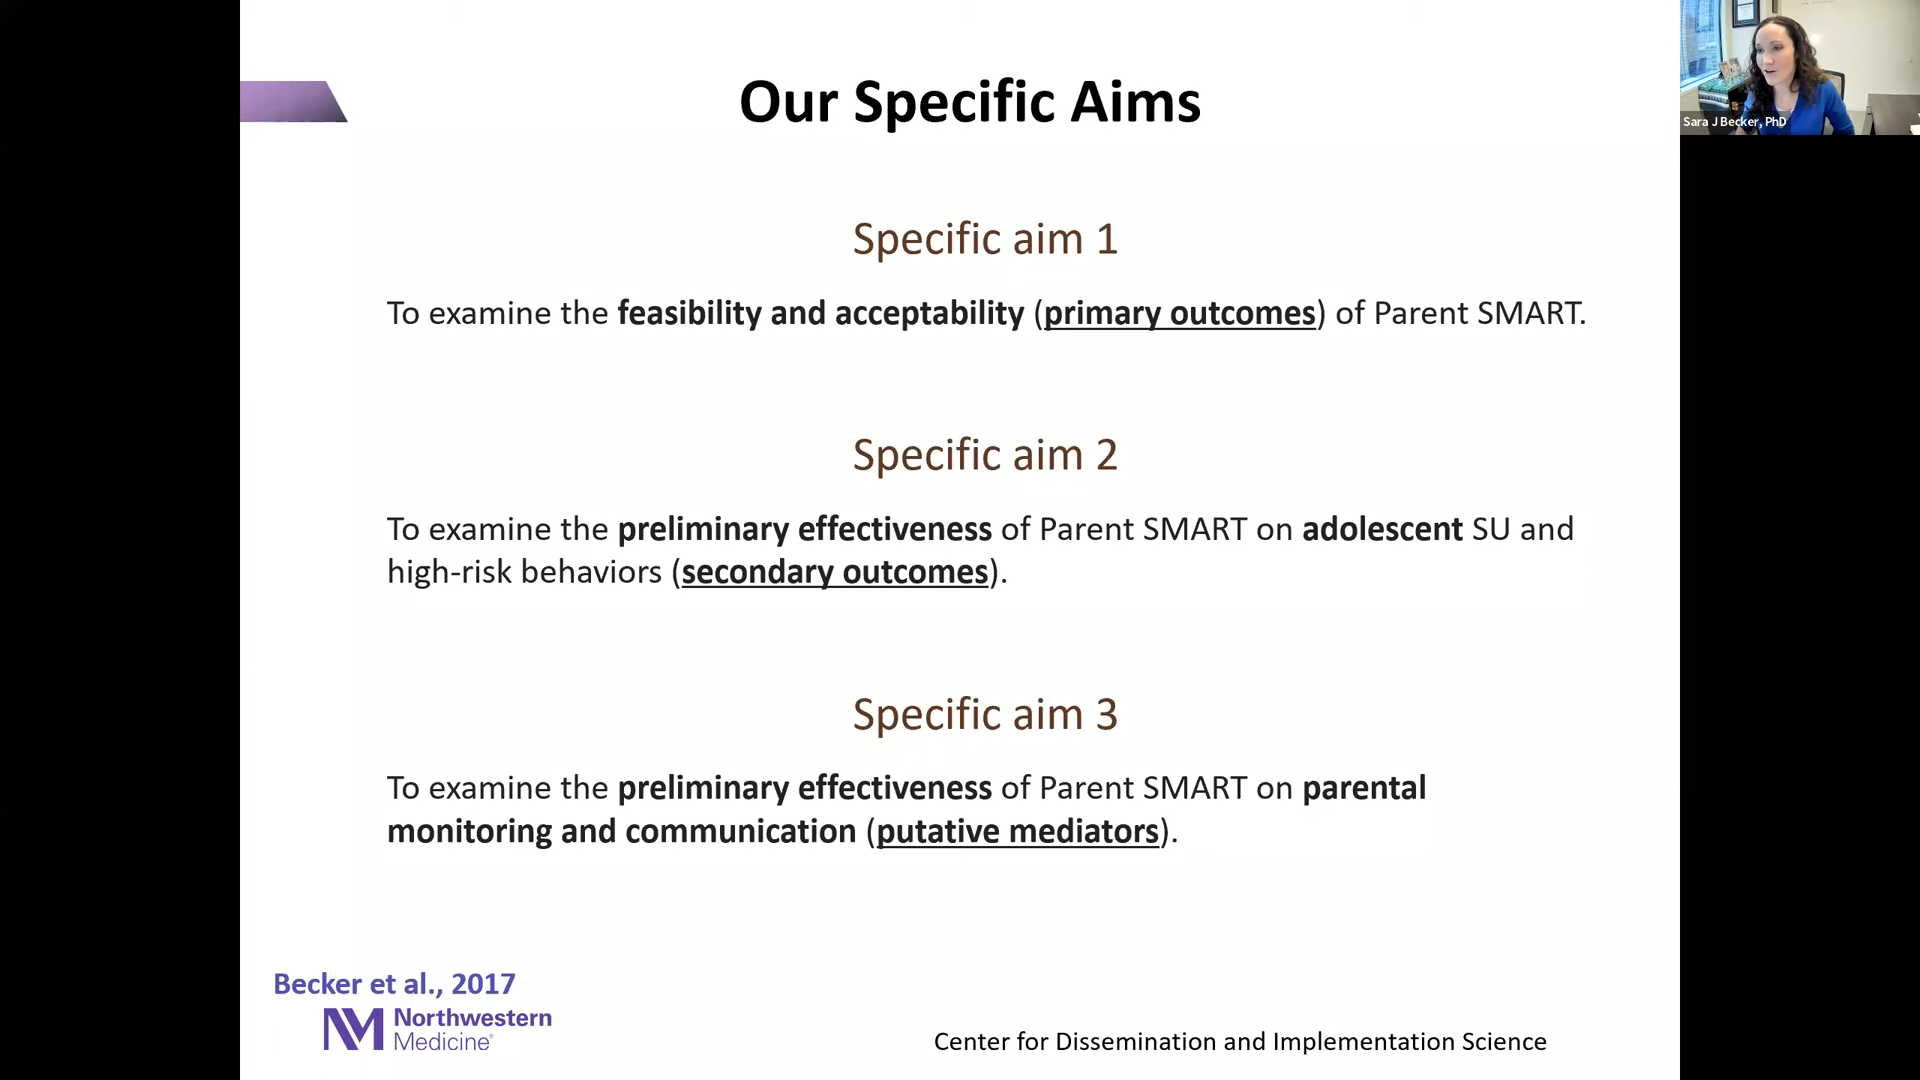 Our Specific Aims
Sara J Becker, PhD
Specific aim 1
To examine the feasibility and acceptability (primary outcomes) of Parent SMART.
Specific aim 2
To examine the preliminary effectiveness of Parent SMART on adolescent SU and
high-risk behaviors (secondary outcomes).
Specific aim 3
To examine the preliminary effectiveness of Parent SMART on parental
monitoring and communication (putative mediators).
Becker et al., 2017
NM Northwestern
Medicine®
Center for Dissemination and Implementation Science